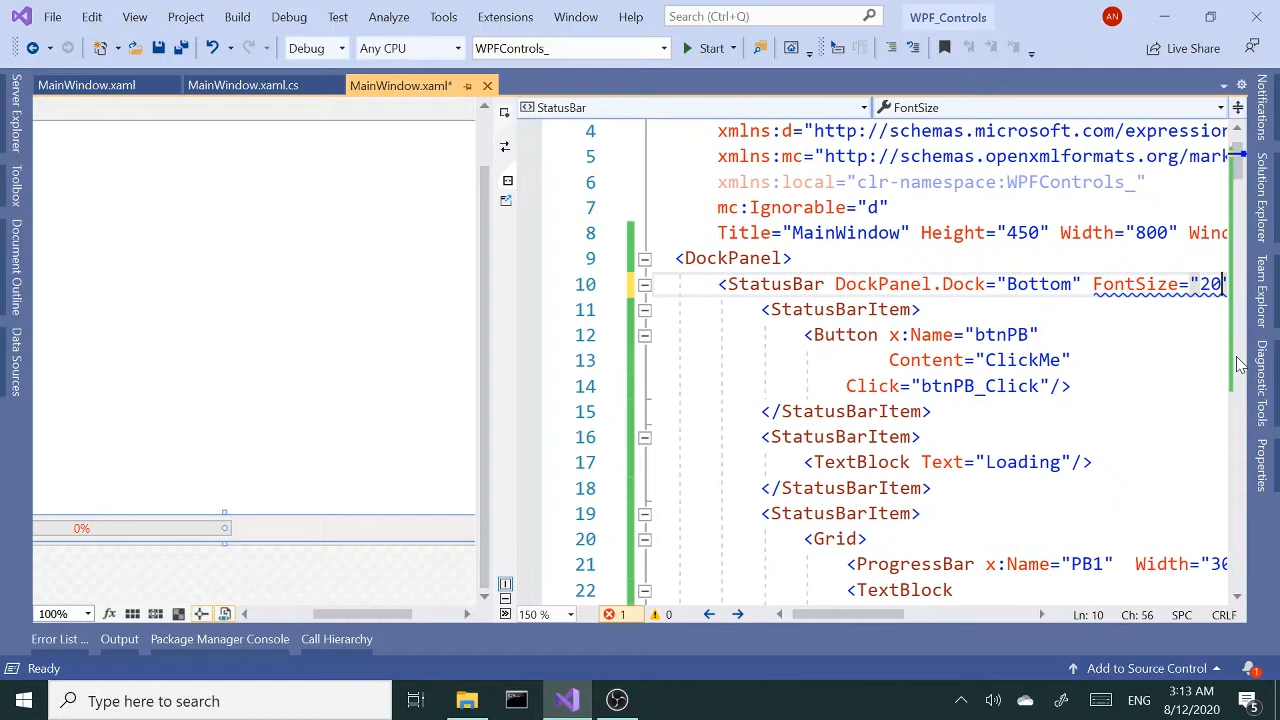 File Edit View Project Build Debug Test Analyze Tools Extensions Window Help Search (Ctrl+Q) WPF_Controls AN
Debug Any CPU WPFControls_ Start Live Share
MainWindow.xaml MainWindow.xaml.cs MainWindow.xaml*
StatusBar FontSize
4 xmlns:d="http://schemas.microsoft.com/expression
5 xmlns:mc="http://schemas.openxmlformats.org/mark
6 xmlns:local="clr-namespace:WPFControls_"
7 mc:Ignorable="d"
8 Title="MainWindow" Height="450" Width="800" Wind
9 <DockPanel>
10 <StatusBar DockPanel.Dock="Bottom" FontSize="20"
11 <StatusBarItem>
12 <Button x:Name="btnPB"
13 Content="ClickMe"
14 Click="btnPB_Click"/>
15 </StatusBarItem>
16 <StatusBarItem>
17 <TextBlock Text="Loading"/>
18 </StatusBarItem>
19 <StatusBarItem>
20 <Grid>
21 <ProgressBar x:Name="PB1" Width="30
22 <TextBlock
0%
Server Explorer
Toolbox
Document Outline
Data Sources
Notifications
Solution Explorer
Team Explorer
Diagnostic Tools
Properties
100% fx 150 % 1 0 Ln: 10 Ch: 56 SPC CRLF
Error List ... Output Package Manager Console Call Hierarchy
Ready Add to Source Control 1
Type here to search ENG 6:13 AM
8/12/2020 5